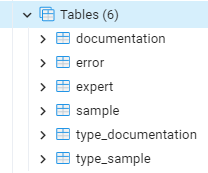 Tables (6)
documentation
error
expert
sample
type_documentation
type_sample